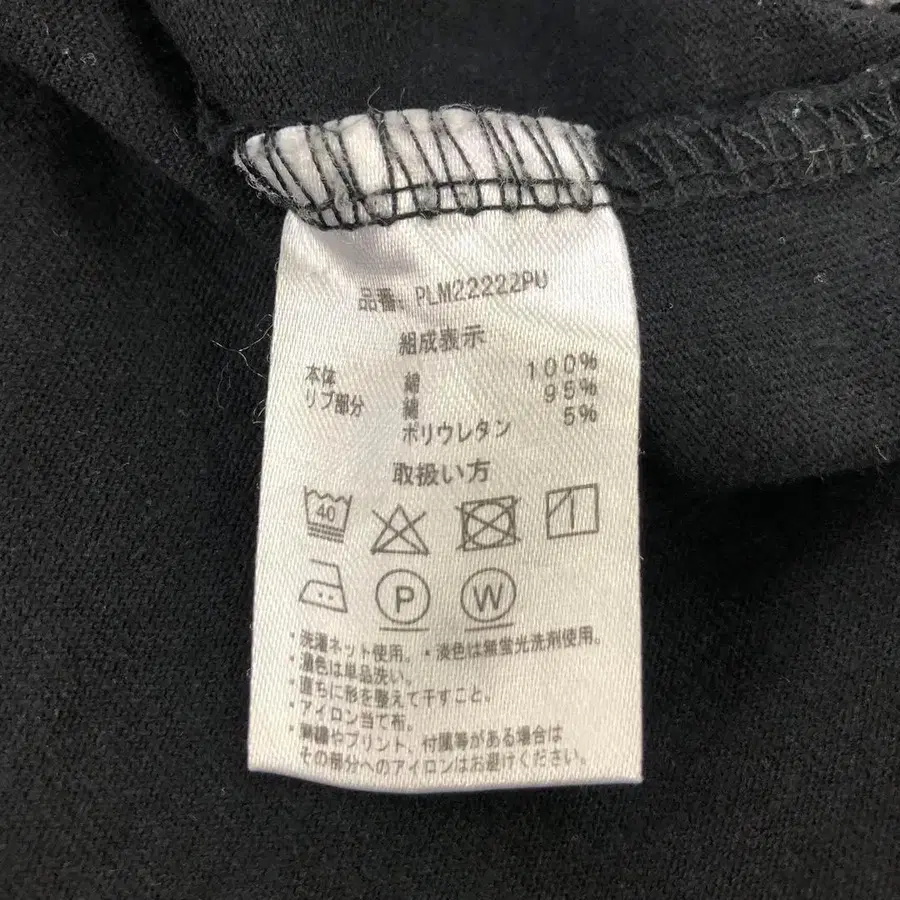 品番: PLM22222PU
組成表示
本体 綿 100%
リブ部分 綿 95%
ポリウレタン 5%
取扱い方
40
P W
・洗濯ネット使用。・淡色は無蛍光洗剤使用。
・濃色は単品洗い。
・直ちに形を整えて干すこと。
・アイロン当て布。
・刺繍やプリント、付属等がある場合は
その部分へのアイロンはお避けください。